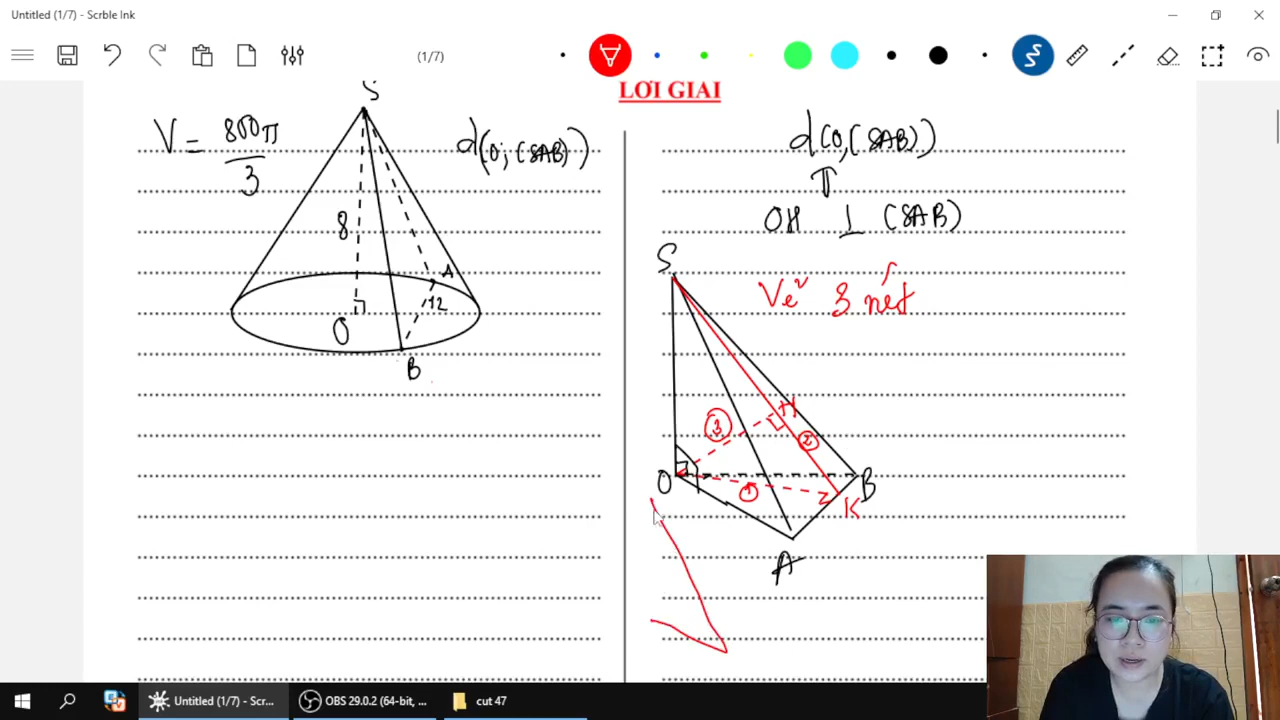 Untitled (1/7) - Scrble Ink
(1/7)
LỜI GIẢI
V = 800π/3
S
8
O
A
12
B
d(O; (SAB))
d(O,(SAB))
OH ⊥ (SAB)
S
Vẽ 3 nét
H
3
2
O
1
B
K
A
Untitled (1/7) - Scr...
OBS 29.0.2 (64-bit, ...
cut 47